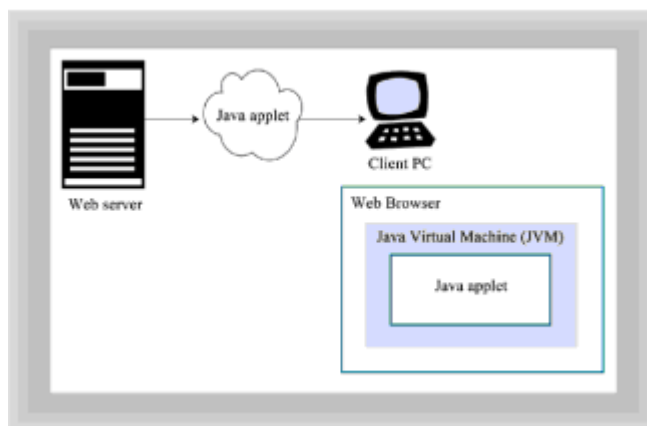 Java applet
Client PC
Web server
Web Browser
Java Virtual Machine (JVM)
Java applet